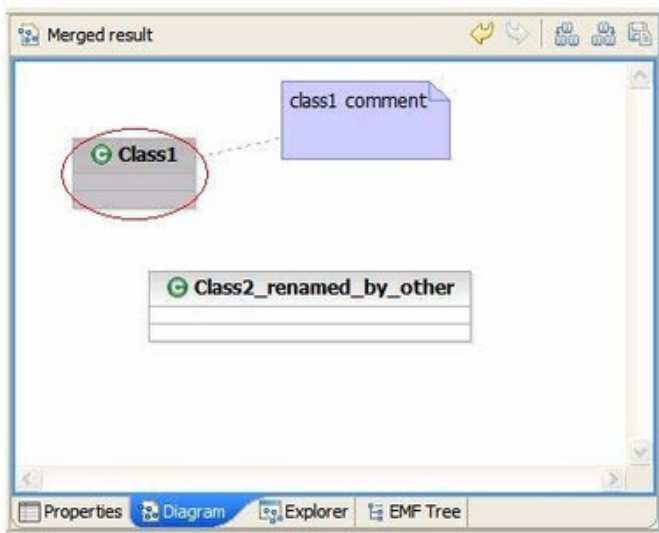 Merged result
class1 comment
Class1
Class2_renamed_by_other
Properties
Diagram
Explorer
EMF Tree